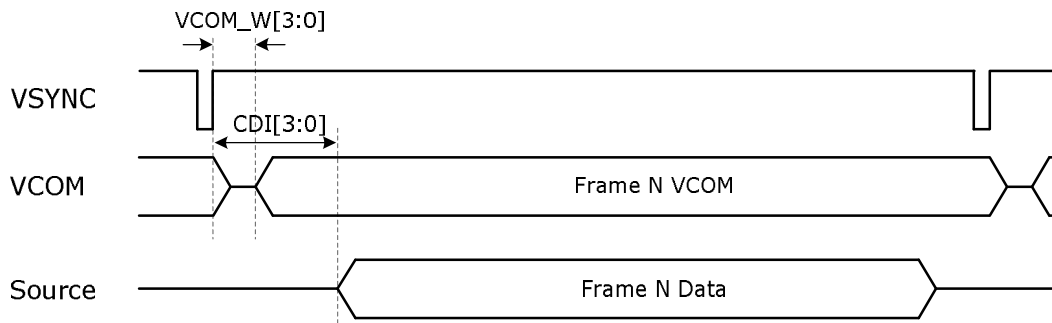 VCOM_W[3:0]
VSYNC
CDI[3:0]
VCOM
Frame N VCOM
Source
Frame N Data